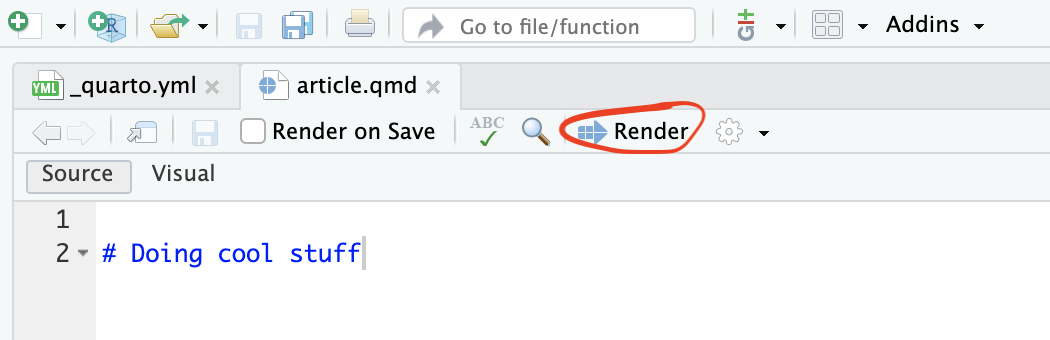 Go to file/function Addins
YML _quarto.yml article.qmd
Render on Save ABC Render
Source Visual
1
2 # Doing cool stuff